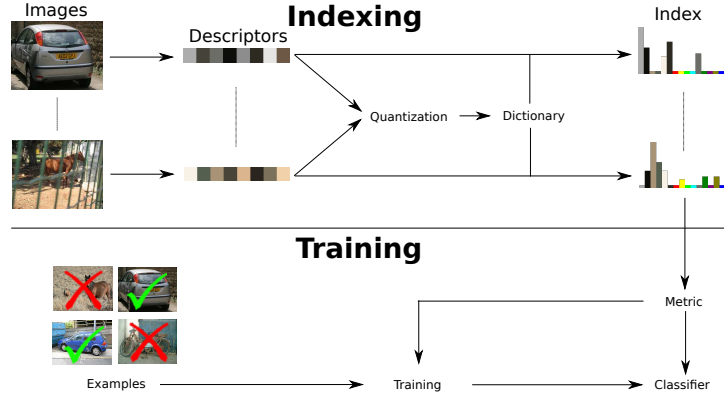 Indexing
Images
Descriptors
Index
Quantization
Dictionary
Training
Metric
Examples
Training
Classifier